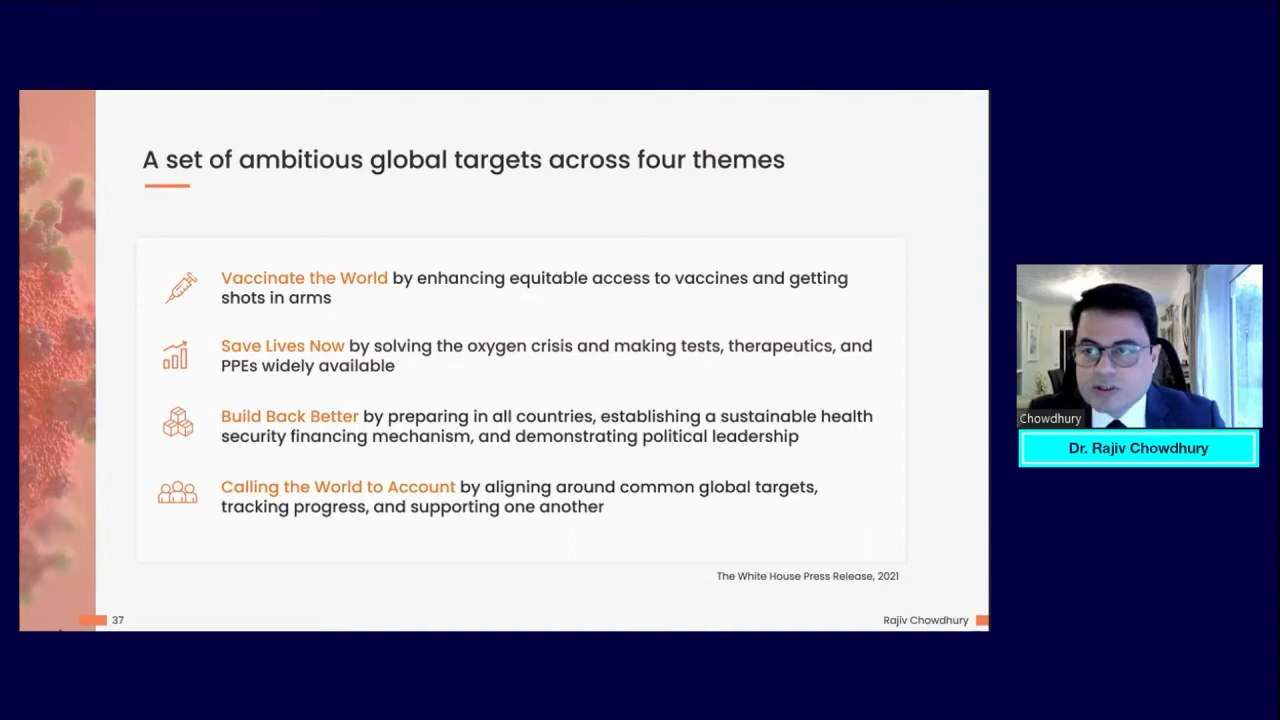 A set of ambitious global targets across four themes
Vaccinate the World by enhancing equitable access to vaccines and getting
shots in arms
Save Lives Now by solving the oxygen crisis and making tests, therapeutics, and
PPEs widely available
Build Back Better by preparing in all countries, establishing a sustainable health
security financing mechanism, and demonstrating political leadership
Calling the World to Account by aligning around common global targets,
tracking progress, and supporting one another
The White House Press Release, 2021
37
Rajiv Chowdhury
Chowdhury
Dr. Rajiv Chowdhury